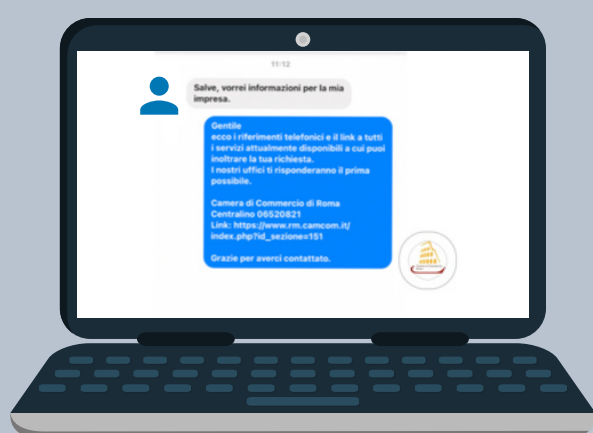 11:12
Salve, vorrei informazioni per la mia
impresa.
Gentile
ecco i riferimenti telefonici e il link a tutti
i servizi attualmente disponibili a cui puoi
inoltrare la tua richiesta.
I nostri uffici ti risponderanno il prima
possibile.
Camera di Commercio di Roma
Centralino 06520821
Link: https://www.rm.camcom.it/
index.php?id_sezione=151
Grazie per averci contattato.